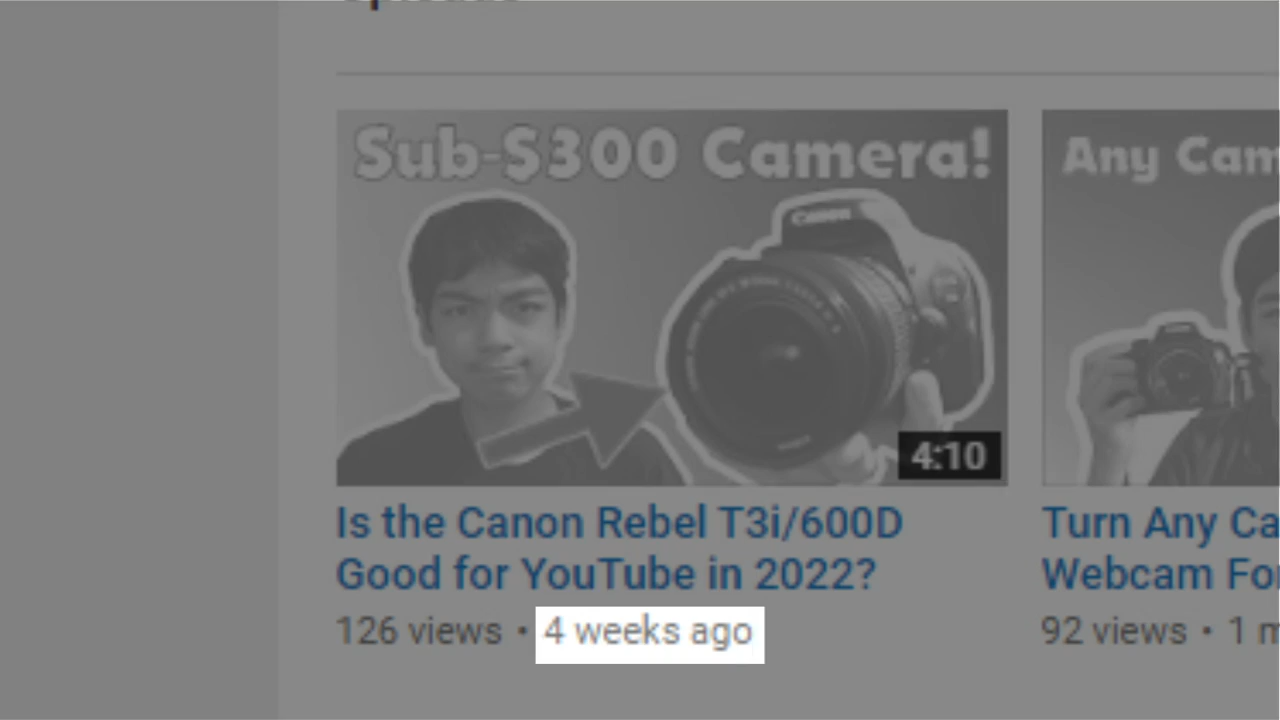 Sub-$300 Camera!
Canon
4:10
Is the Canon Rebel T3i/600D
Good for YouTube in 2022?
126 views • 4 weeks ago
Any Cam
Turn Any Ca
Webcam Fo
92 views • 1 m